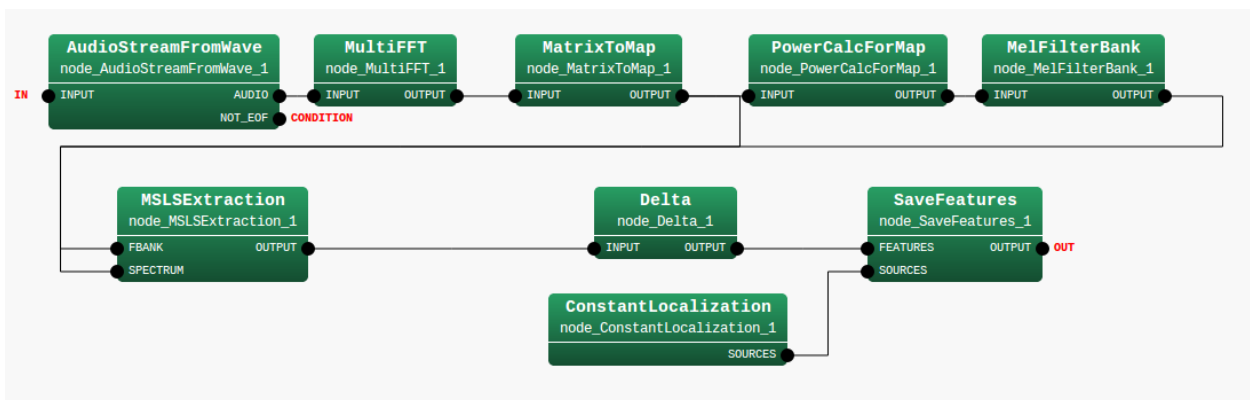 AudioStreamFromWave
node_AudioStreamFromWave_1
IN
INPUT
AUDIO
NOT_EOF
CONDITION
MultiFFT
node_MultiFFT_1
INPUT
OUTPUT
MatrixToMap
node_MatrixToMap_1
INPUT
OUTPUT
PowerCalcForMap
node_PowerCalcForMap_1
INPUT
OUTPUT
MelFilterBank
node_MelFilterBank_1
INPUT
OUTPUT
MSLSExtraction
node_MSLSExtraction_1
FBANK
OUTPUT
SPECTRUM
Delta
node_Delta_1
INPUT
OUTPUT
SaveFeatures
node_SaveFeatures_1
FEATURES
OUTPUT
OUT
SOURCES
ConstantLocalization
node_ConstantLocalization_1
SOURCES